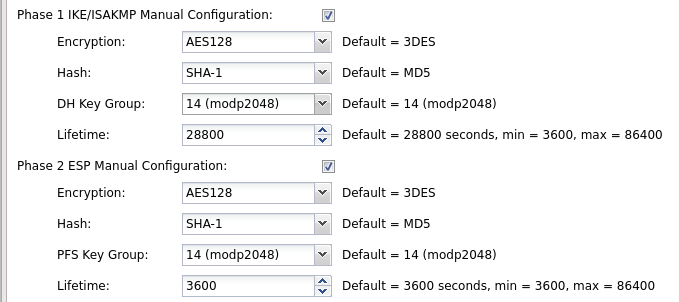 Phase 1 IKE/ISAKMP Manual Configuration:
Encryption: AES128 Default = 3DES
Hash: SHA-1 Default = MD5
DH Key Group: 14 (modp2048) Default = 14 (modp2048)
Lifetime: 28800 Default = 28800 seconds, min = 3600, max = 86400
Phase 2 ESP Manual Configuration:
Encryption: AES128 Default = 3DES
Hash: SHA-1 Default = MD5
PFS Key Group: 14 (modp2048) Default = 14 (modp2048)
Lifetime: 3600 Default = 3600 seconds, min = 3600, max = 86400